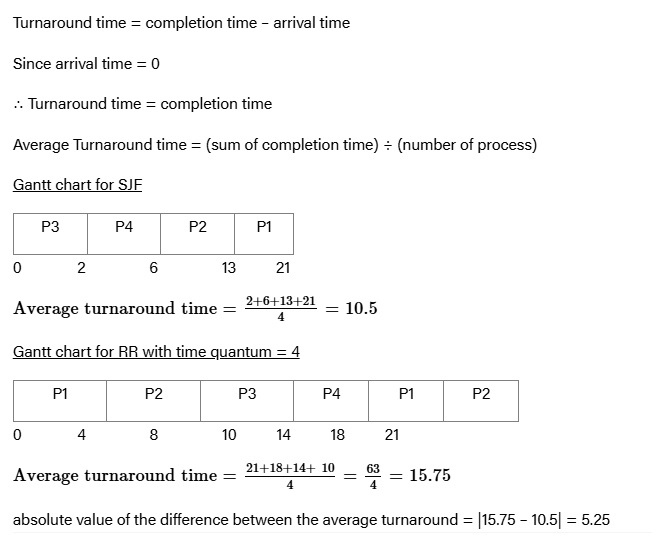 Turnaround time = completion time – arrival time
Since arrival time = 0
∴ Turnaround time = completion time
Average Turnaround time = (sum of completion time) ÷ (number of process)
Gantt chart for SJF
P3 P4 P2 P1
0 2 6 13 21
Average turnaround time = \frac{2+6+13+21}{4} = 10.5
Gantt chart for RR with time quantum = 4
P1 P2 P3 P4 P1 P2
0 4 8 10 14 18 21
Average turnaround time = \frac{21+18+14+ 10}{4} = \frac{63}{4} = 15.75
absolute value of the difference between the average turnaround = |15.75 – 10.5| = 5.25